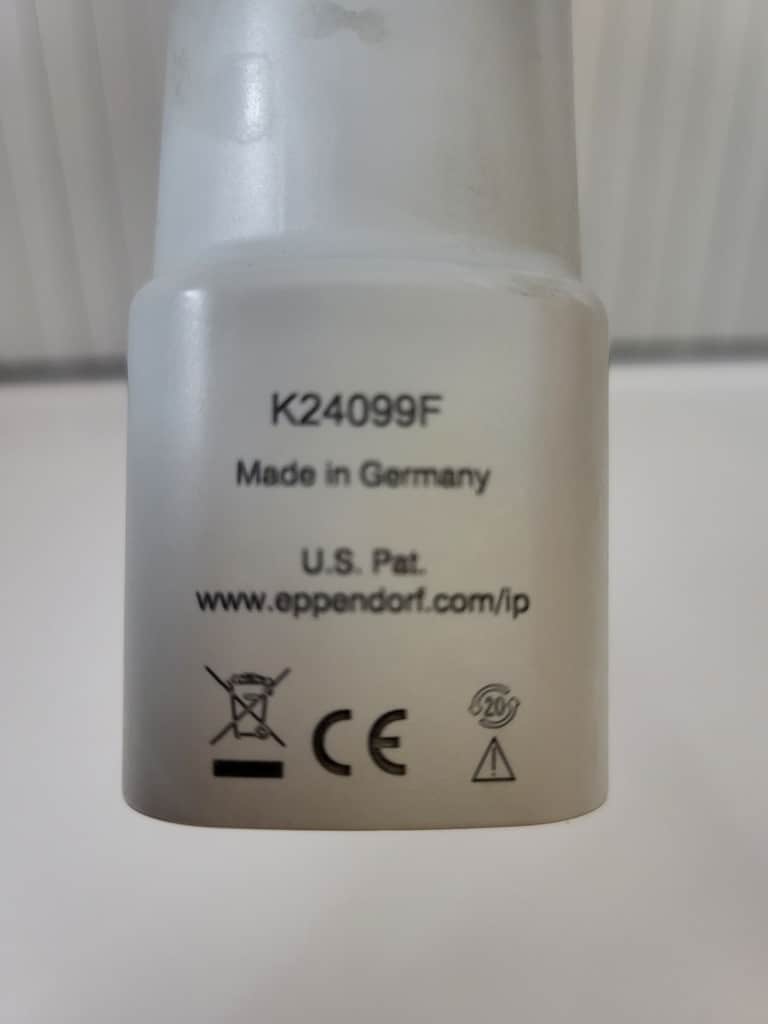 K24099F
Made in Germany
U.S. Pat.
www.eppendorf.com/ip
CE
20